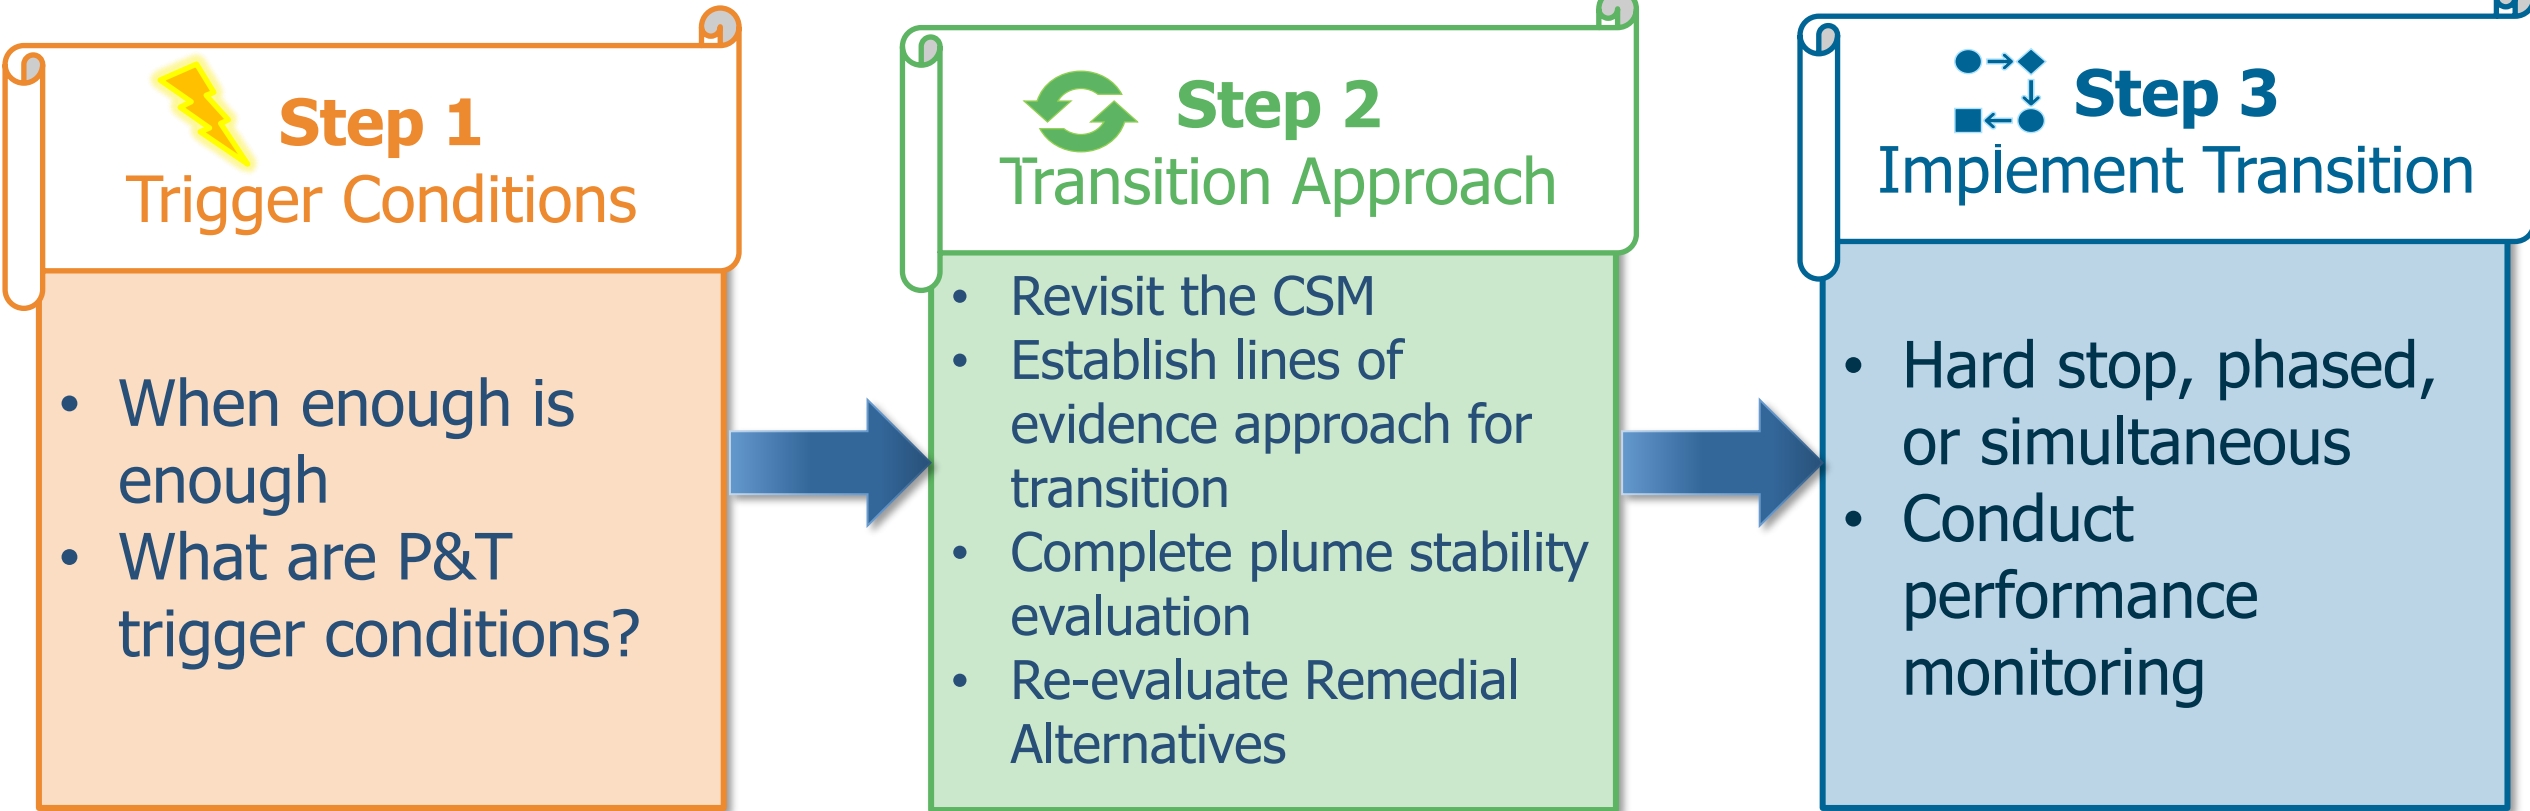 Step 1
Trigger Conditions
• When enough is
enough
• What are P&T
trigger conditions?
Step 2
Transition Approach
• Revisit the CSM
• Establish lines of
evidence approach for
transition
• Complete plume stability
evaluation
• Re-evaluate Remedial
Alternatives
Step 3
Implement Transition
• Hard stop, phased,
or simultaneous
• Conduct
performance
monitoring